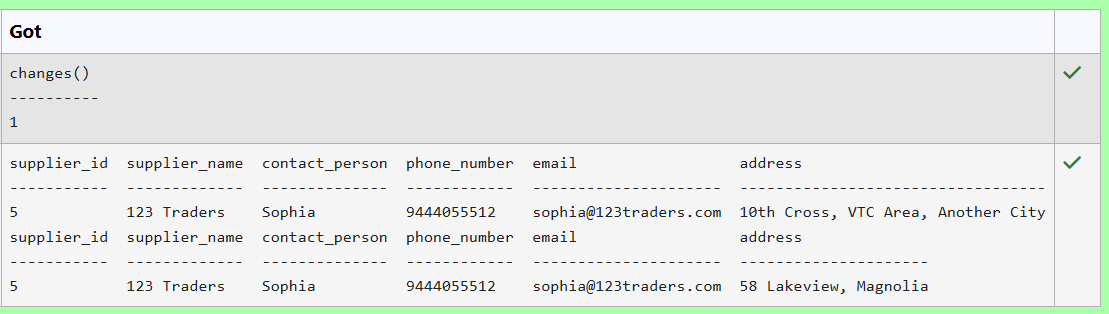 Got
changes()
----------
1
supplier_id  supplier_name  contact_person  phone_number  email                  address
-----------  -------------  --------------  ------------  ---------------------  ----------------------------------
5            123 Traders    Sophia          9444055512    sophia@123traders.com  10th Cross, VTC Area, Another City
supplier_id  supplier_name  contact_person  phone_number  email                  address
-----------  -------------  --------------  ------------  ---------------------  ---------------------
5            123 Traders    Sophia          9444055512    sophia@123traders.com  58 Lakeview, Magnolia